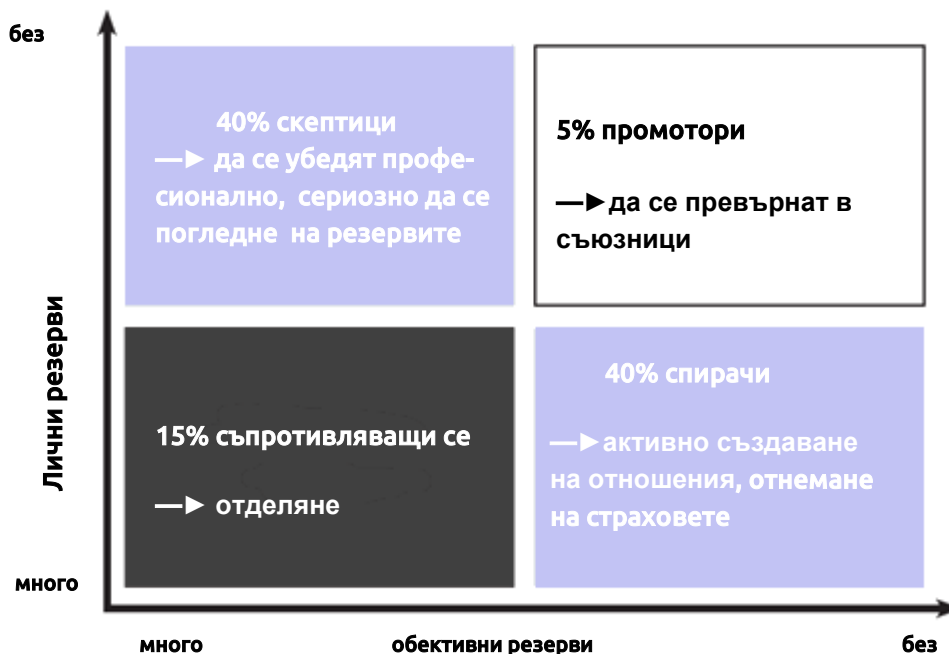 без
40% скептици
—► да се убедят профе-
сионално, сериозно да се
погледне на резервите
5% промотори
—► да се превърнат в
съюзници
Лични резерви
15% съпротивляващи се
—► отделяне
40% спирачи
—► активно създаване
на отношения, отнемане
на страховете
много
много
обективни резерви
без